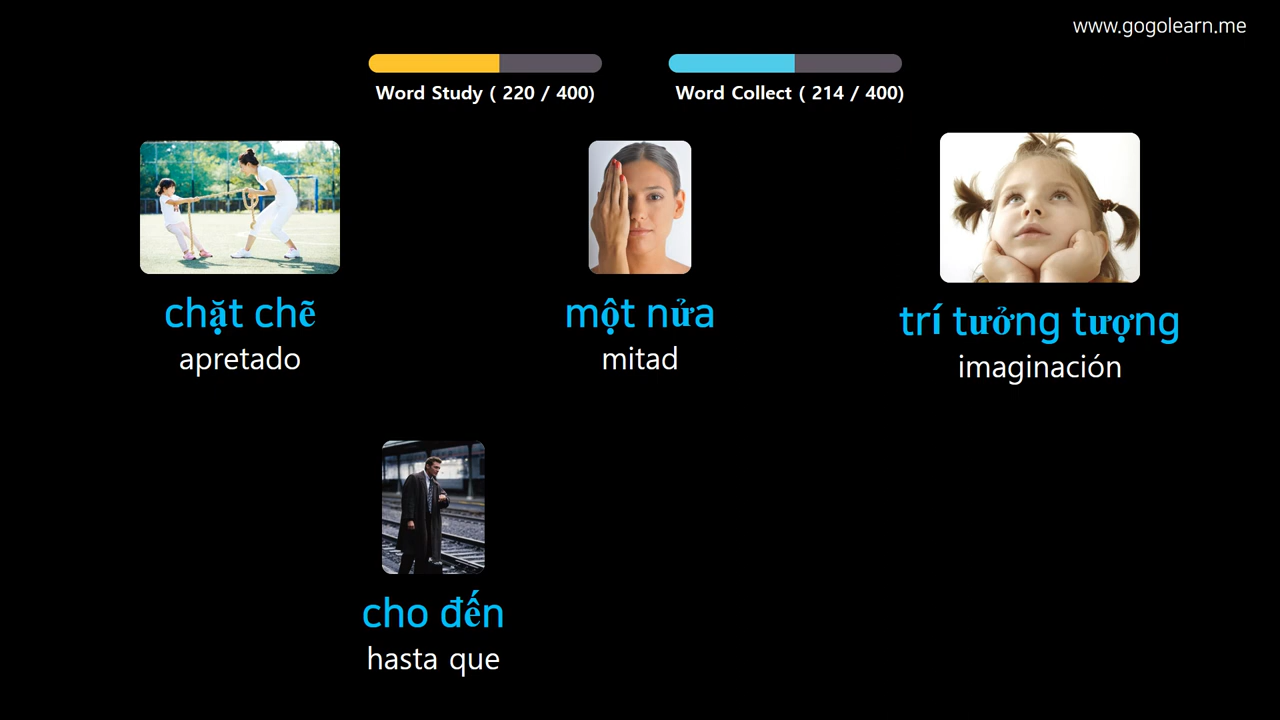 www.gogolearn.me
Word Study ( 220 / 400)
Word Collect ( 214 / 400)
chặt chẽ
apretado
một nửa
mitad
trí tưởng tượng
imaginación
cho đến
hasta que